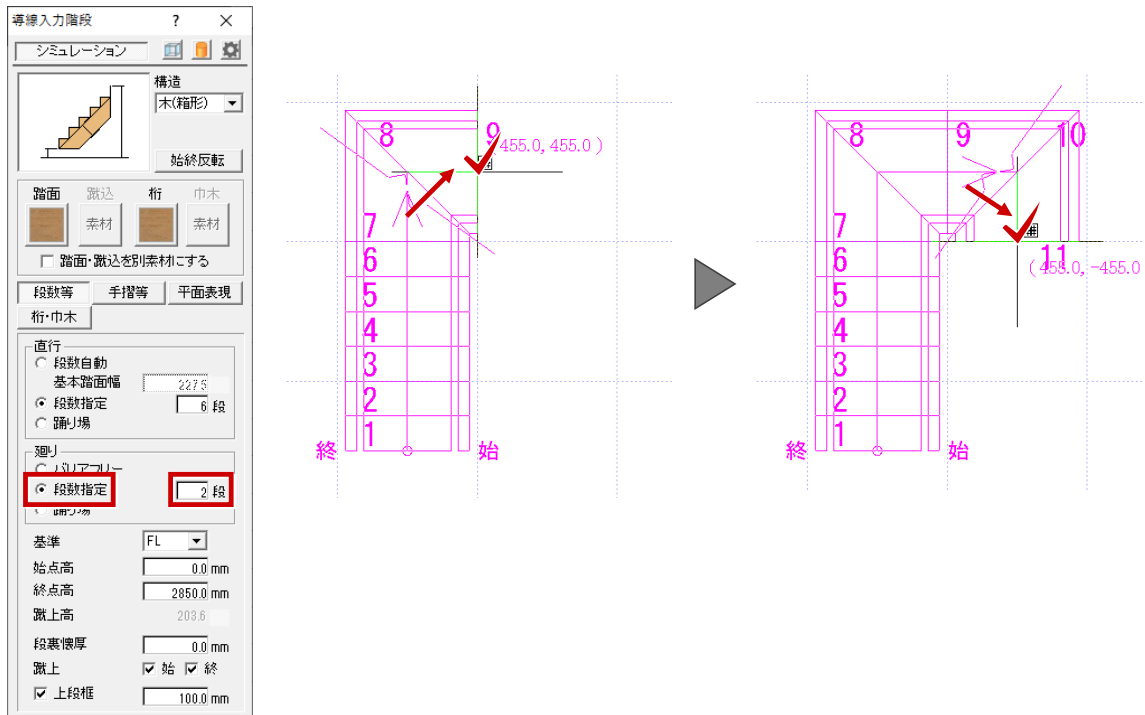 導線入力階段 ? ×
シミュレーション
構造
木(箱形)
始終反転
踏面 蹴込 桁 巾木
素材 素材
踏面・蹴込を別素材にする
段数等 手摺等 平面表現
桁・巾木
直行
段数自動
基本踏面幅 227.5
段数指定 6 段
踊り場
廻り
バリアフリー
段数指定 2 段
踊り場
基準 FL
始点高 0.0 mm
終点高 2850.0 mm
蹴上高 203.6
段裏懐厚 0.0 mm
蹴上 始 終
上段框 100.0 mm
8 9
(455.0, 455.0 )
7
6
5
4
3
2
1
終 始
8 9 10
7
6 11
(455.0, -455.0
5
4
3
2
1
終 始